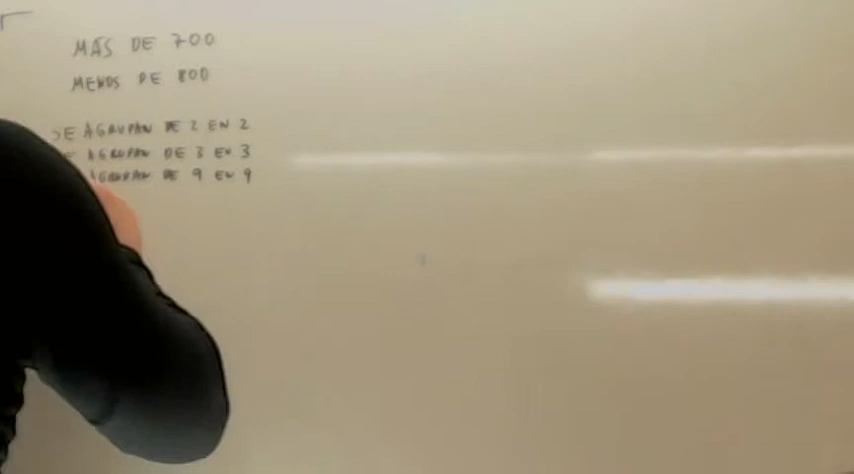 MÁS DE 700
MENOS DE 800
SE AGRUPAN DE 2 EN 2
AGRUPAN DE 3 EN 3
AGRUPAN DE 9 EN 9